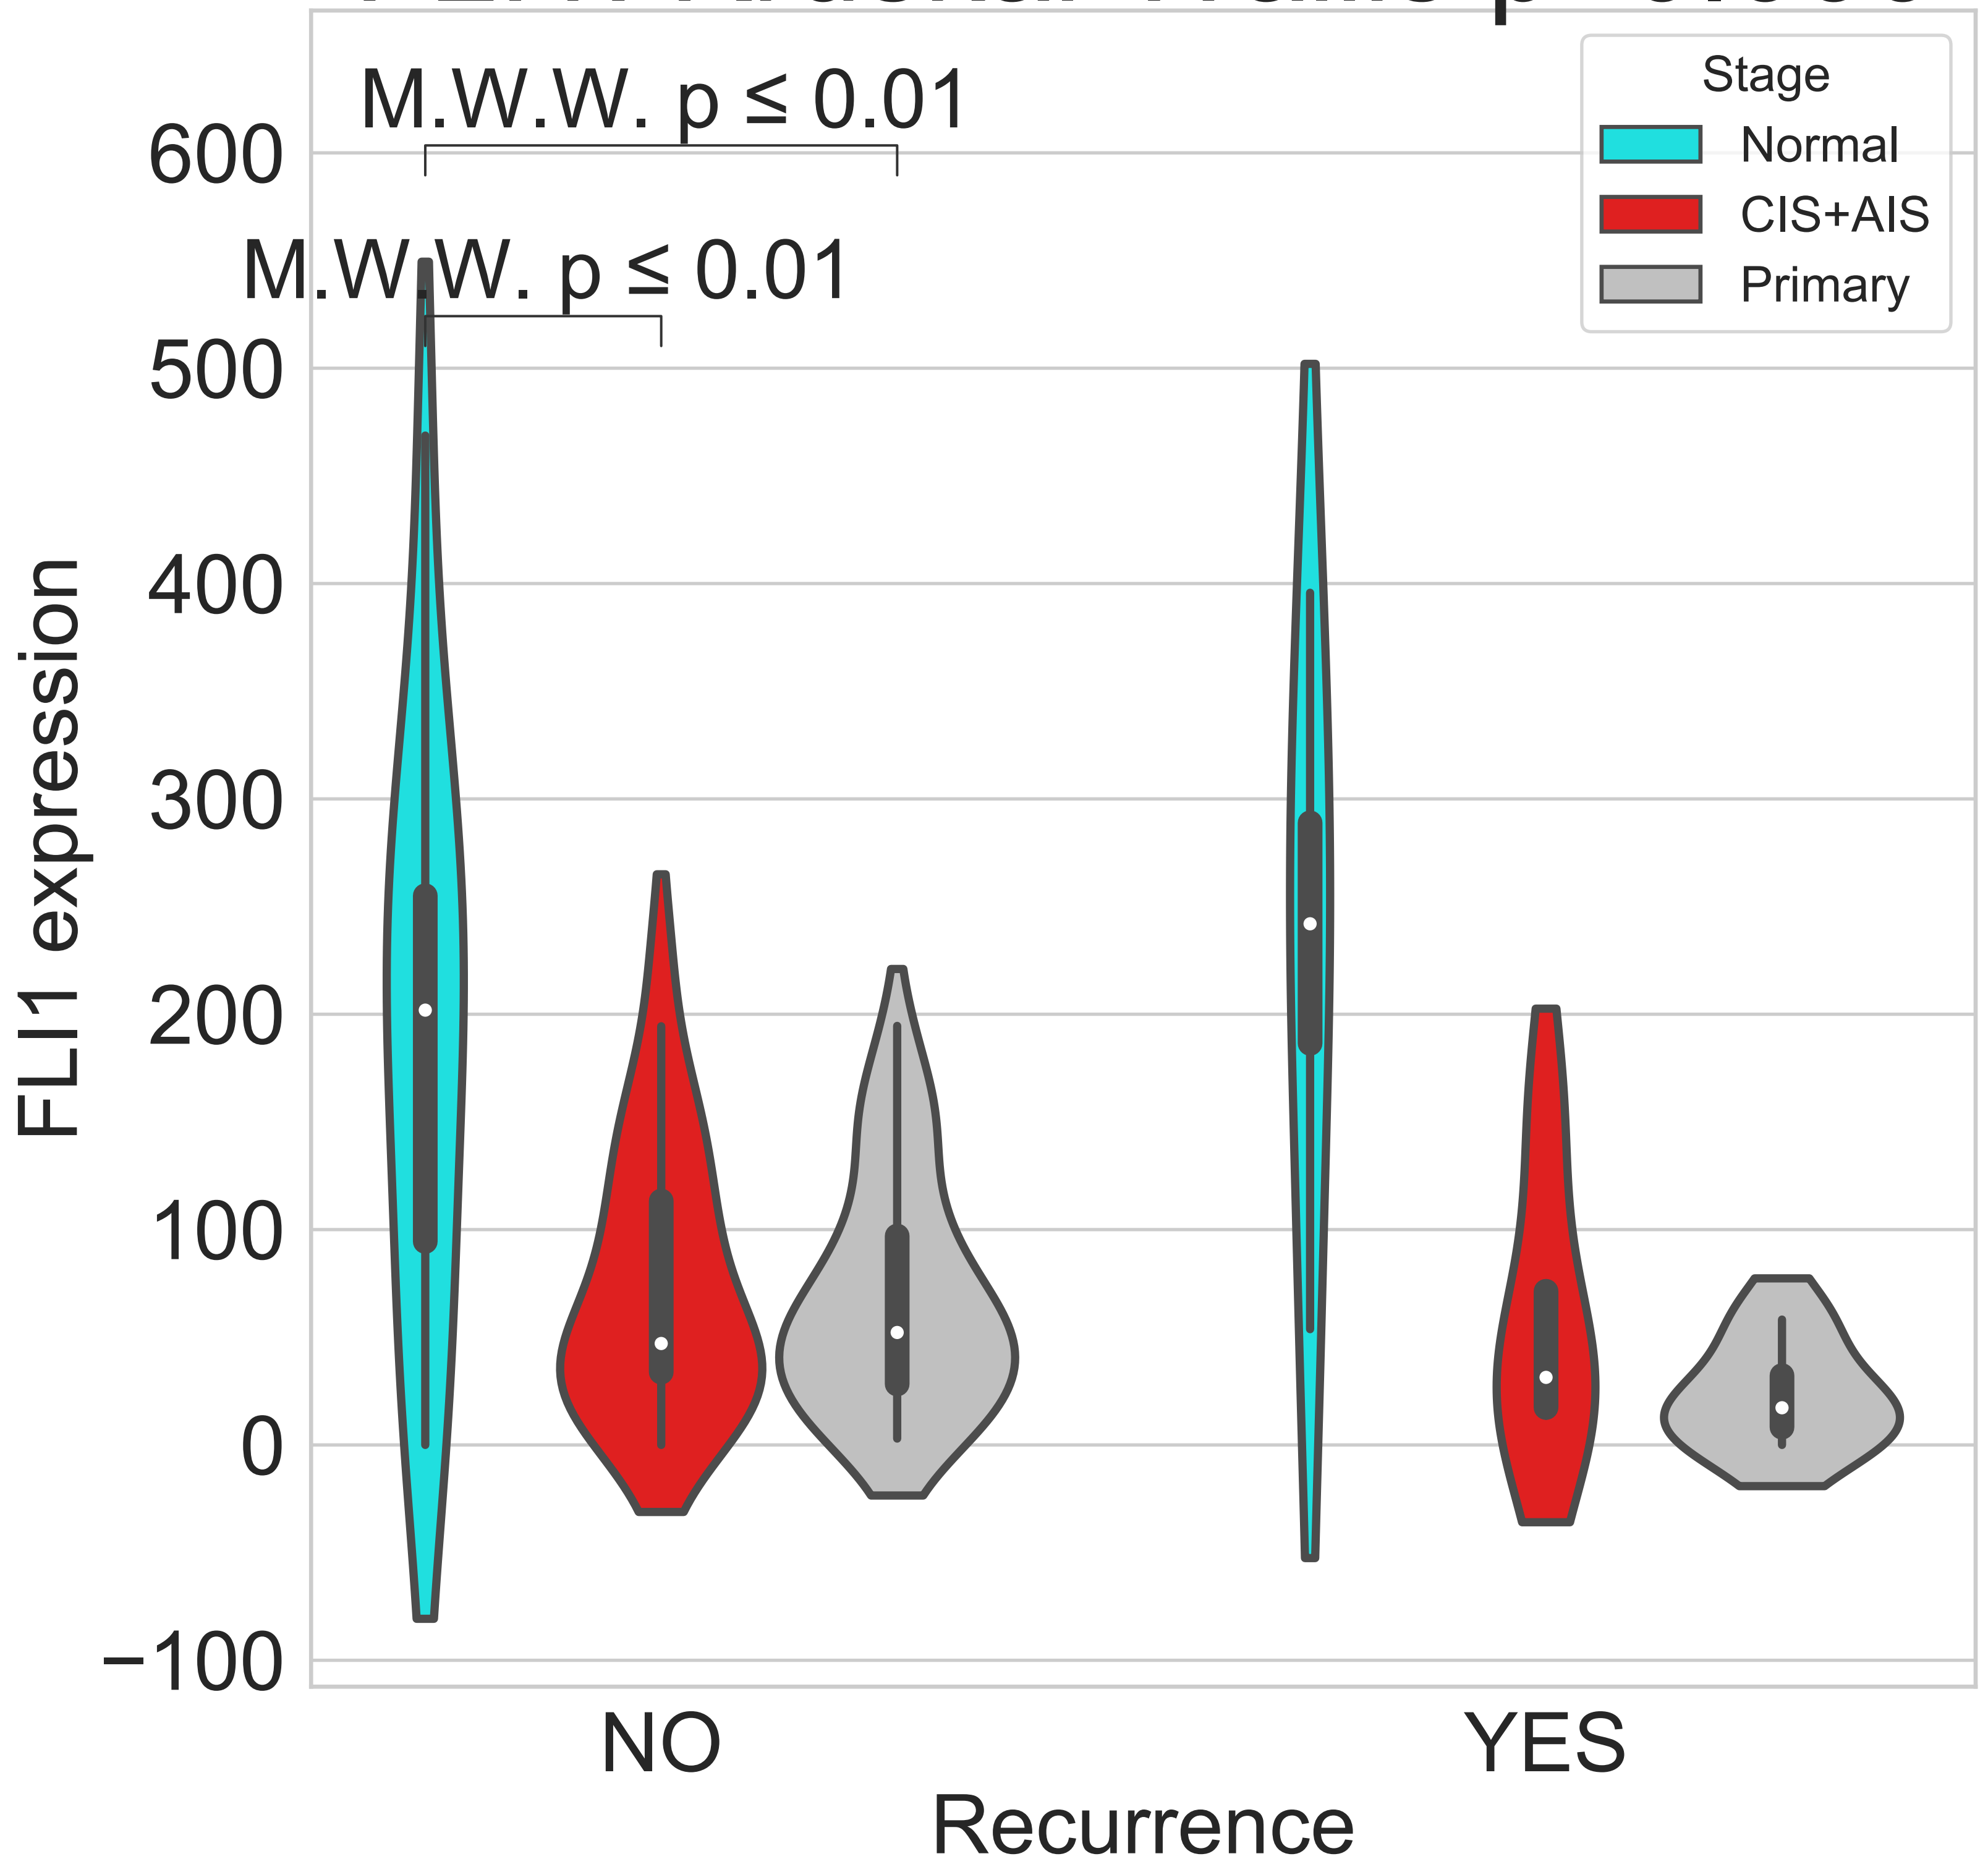 M.W.W. p ≤ 0.01
M.W.W. p ≤ 0.01
Stage
Normal
CIS+AIS
Primary
600
500
400
300
200
100
0
−100
FLI1 expression
NO
YES
Recurrence